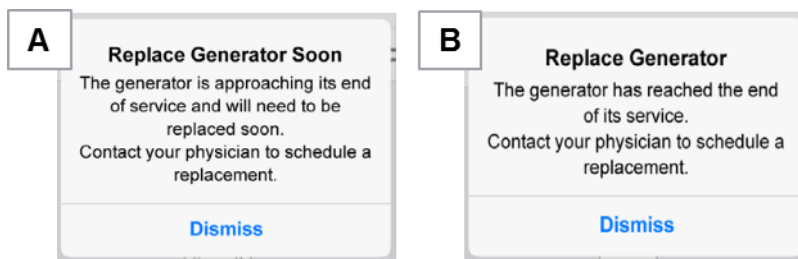 A
Replace Generator Soon
The generator is approaching its end
of service and will need to be
replaced soon.
Contact your physician to schedule a
replacement.
Dismiss
B
Replace Generator
The generator has reached the end
of its service.
Contact your physician to schedule a
replacement.
Dismiss